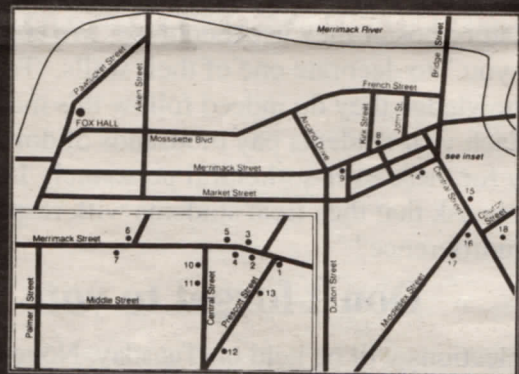 Merrimack River
Pawtucket Street
Aiken Street
Bridge Street
FOX HALL
French Street
Kirk Street
John St.
Mossisette Blvd.
Aucand Drive
8
9
Merrimack Street
see inset
Market Street
14
Central Street
15
Church Street
16
17
18
Dutton Street
Middlesex Street
Merrimack Street
6
7
5
3
4
2
1
10
11
13
12
Palmer Street
Middle Street
Central Street
Prescott Street